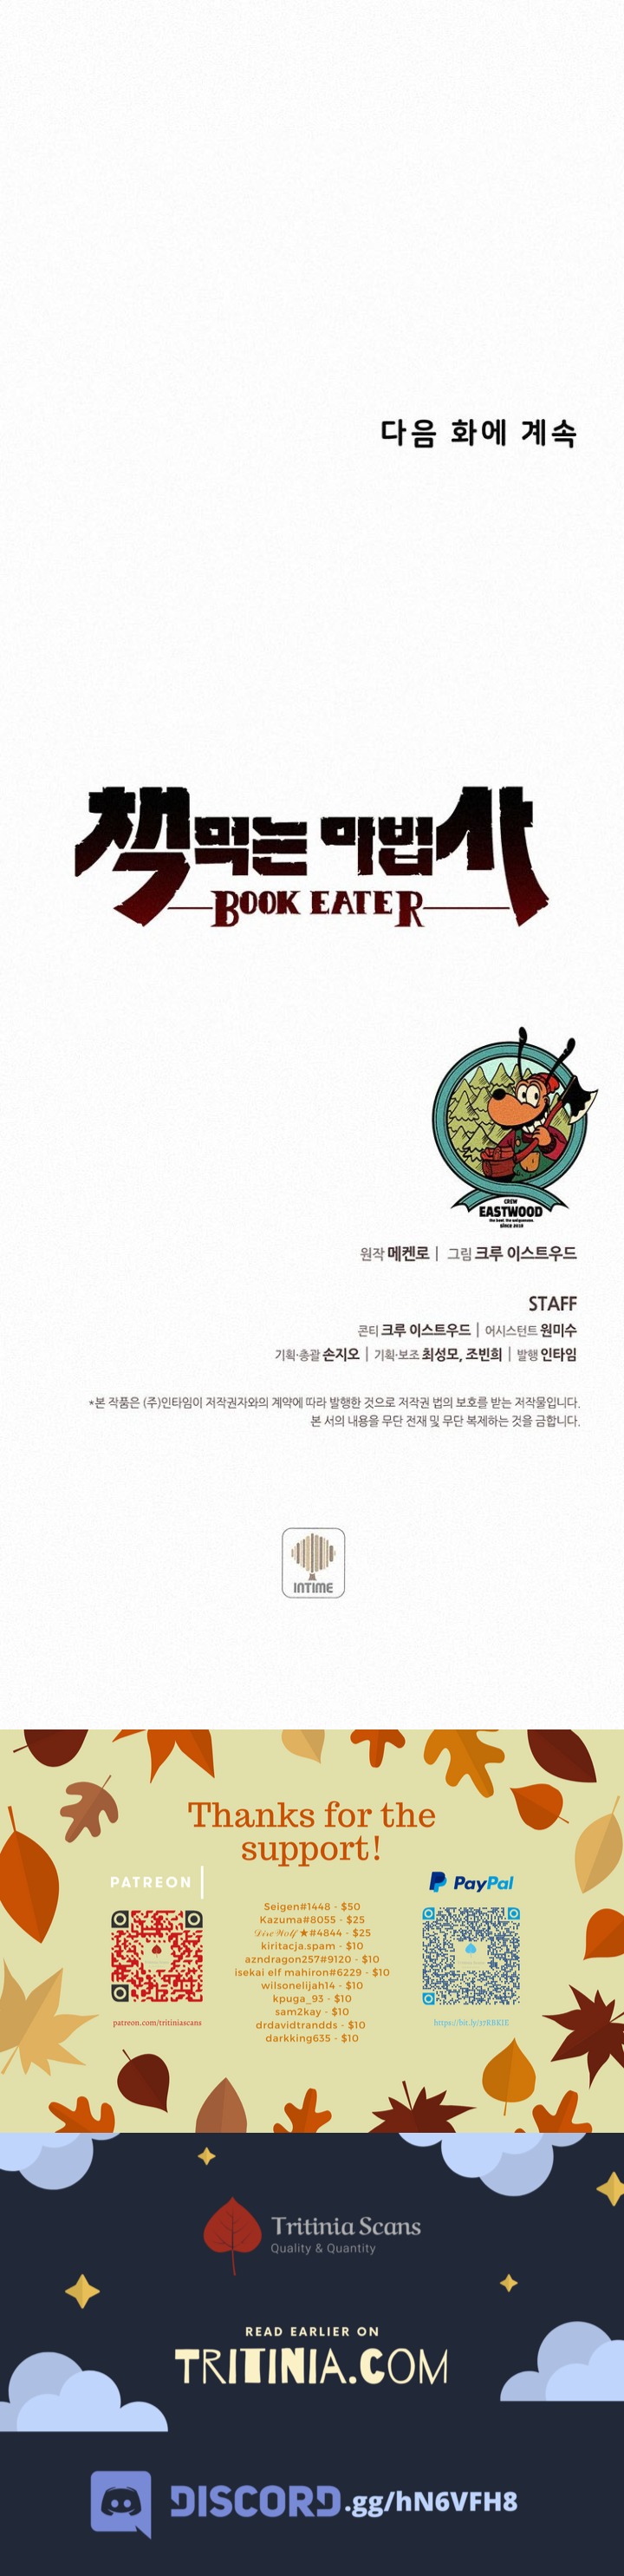 다음 화에 계속
책먹는 마법사
BOOK EATER
CREW
EASTWOOD
the best, the uniqueness.
SINCE 2018
원작 메켄로 | 그림 크루 이스트우드
STAFF
콘티 크루 이스트우드 | 어시스턴트 원미수
기획·총괄 손지오 | 기획·보조 최성모, 조빈희 | 발행 인타임
*본 작품은 (주)인타임이 저작권자와의 계약에 따라 발행한 것으로 저작권 법의 보호를 받는 저작물입니다.
본 서의 내용을 무단 전재 및 무단 복제하는 것을 금합니다.
INTIME
Thanks for the
support!
PATREON
PayPal
Seigen#1448 - $50
Kazuma#8055 - $25
𝒟𝒾𝓇𝑒𝒲𝑜𝓁𝒻 ★#4844 - $25
kiritacja.spam - $10
azndragon257#9120 - $10
isekai elf mahiron#6229 - $10
wilsonelijah14 - $10
kpuga_93 - $10
sam2kay - $10
drdavidtrandds - $10
darkking635 - $10
patreon.com/tritiniascans
Tritinia Scans
Quality & Quantity
READ EARLIER ON
TRITINIA.COM
DISCORD.gg/hN6VFH8